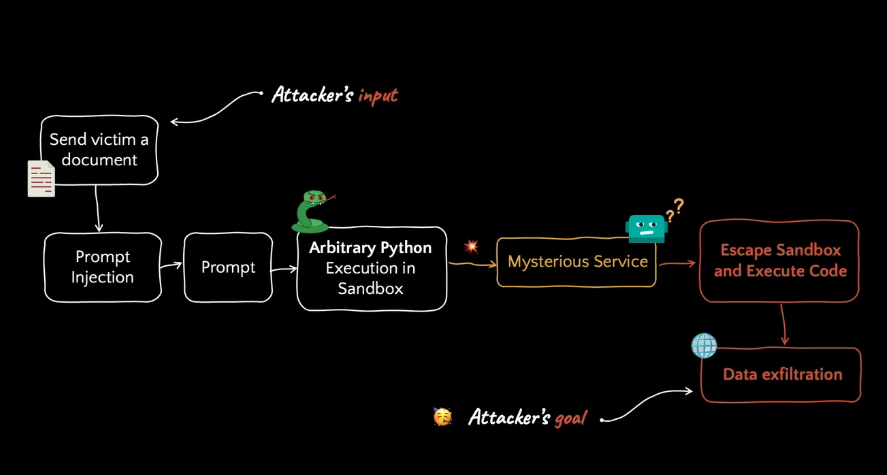 Attacker's input
Send victim a
document
Prompt
Injection
Prompt
Arbitrary Python
Execution in
Sandbox
??
Mysterious Service
Escape Sandbox
and Execute Code
Data exfiltration
Attacker's goal